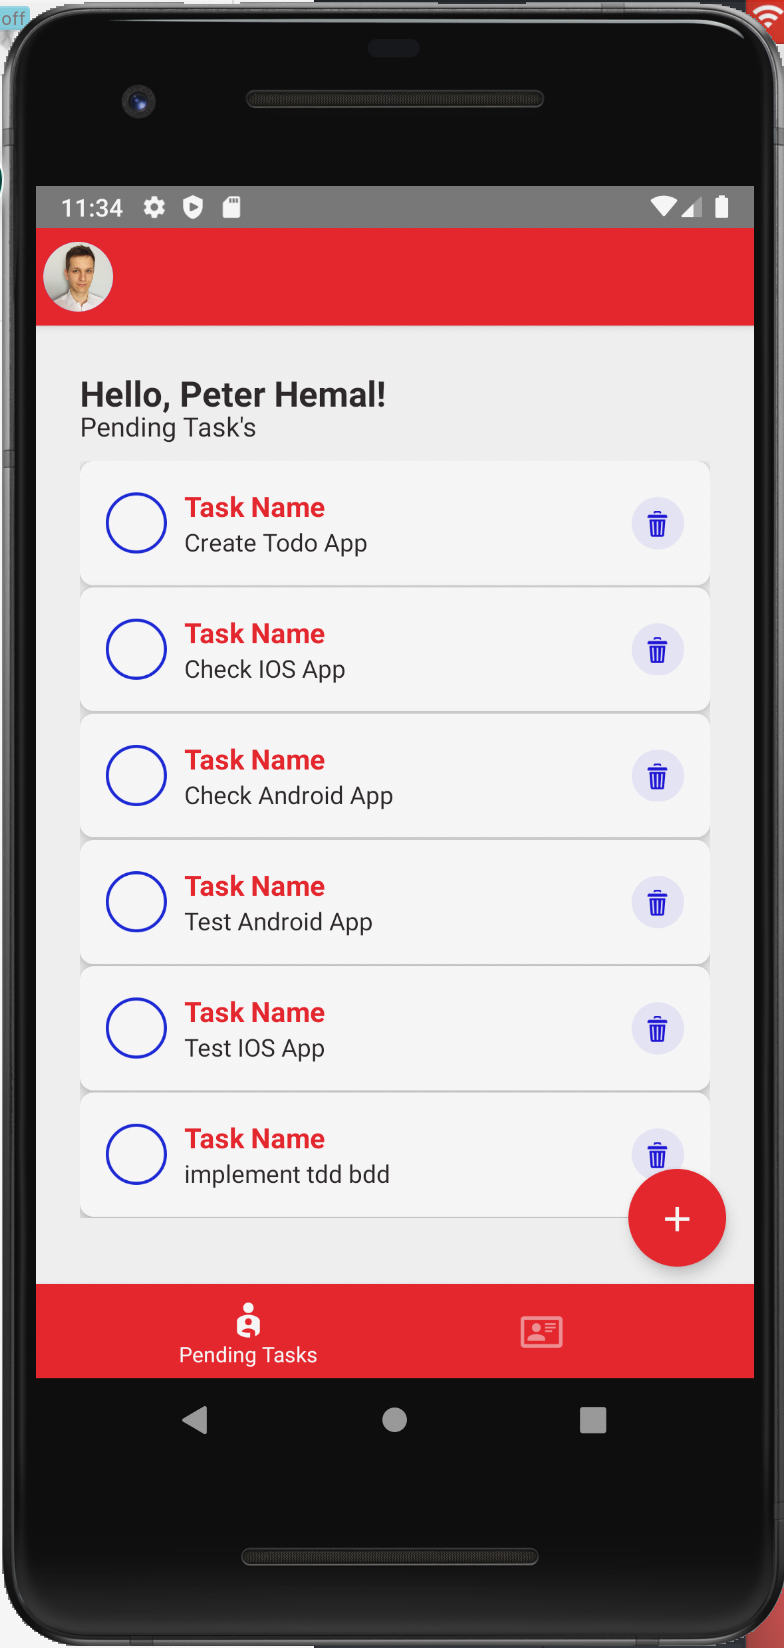 off
11:34
Hello, Peter Hemal!
Pending Task's
Task Name
Create Todo App
Task Name
Check IOS App
Task Name
Check Android App
Task Name
Test Android App
Task Name
Test IOS App
Task Name
implement tdd bdd
+
Pending Tasks